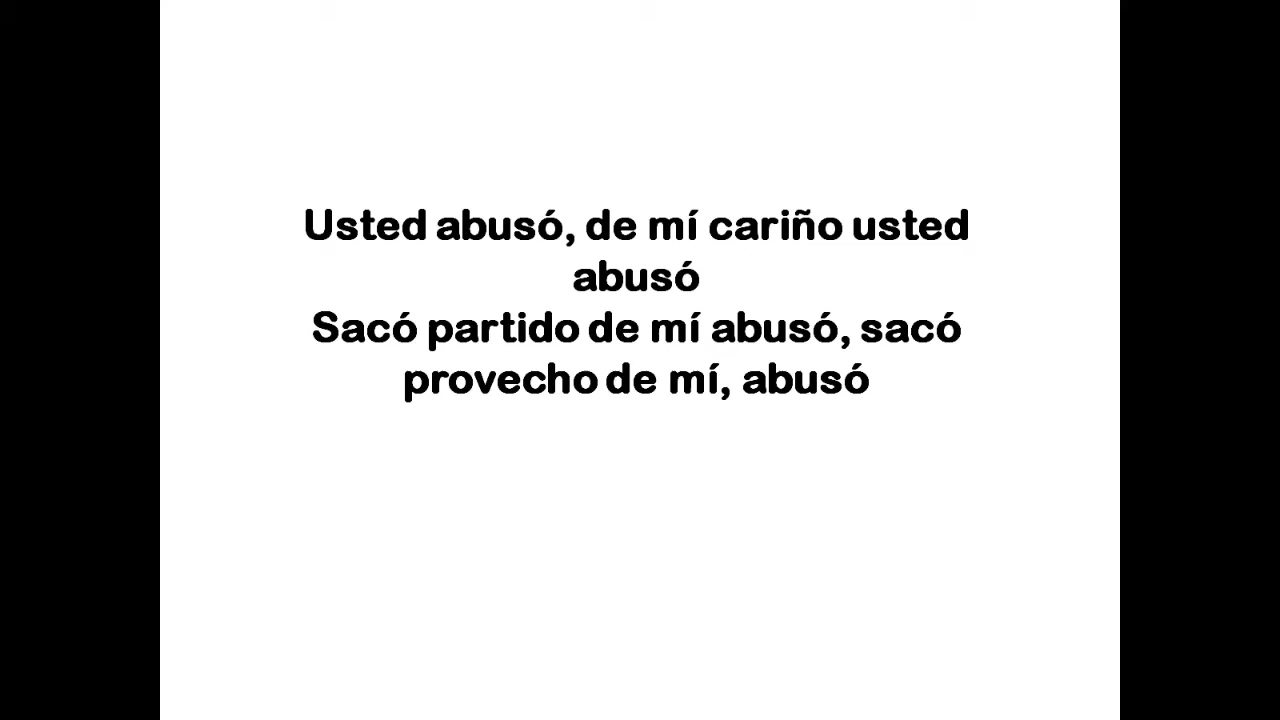 Usted abusó, de mí cariño usted
abusó
Sacó partido de mí abusó, sacó
provecho de mí, abusó